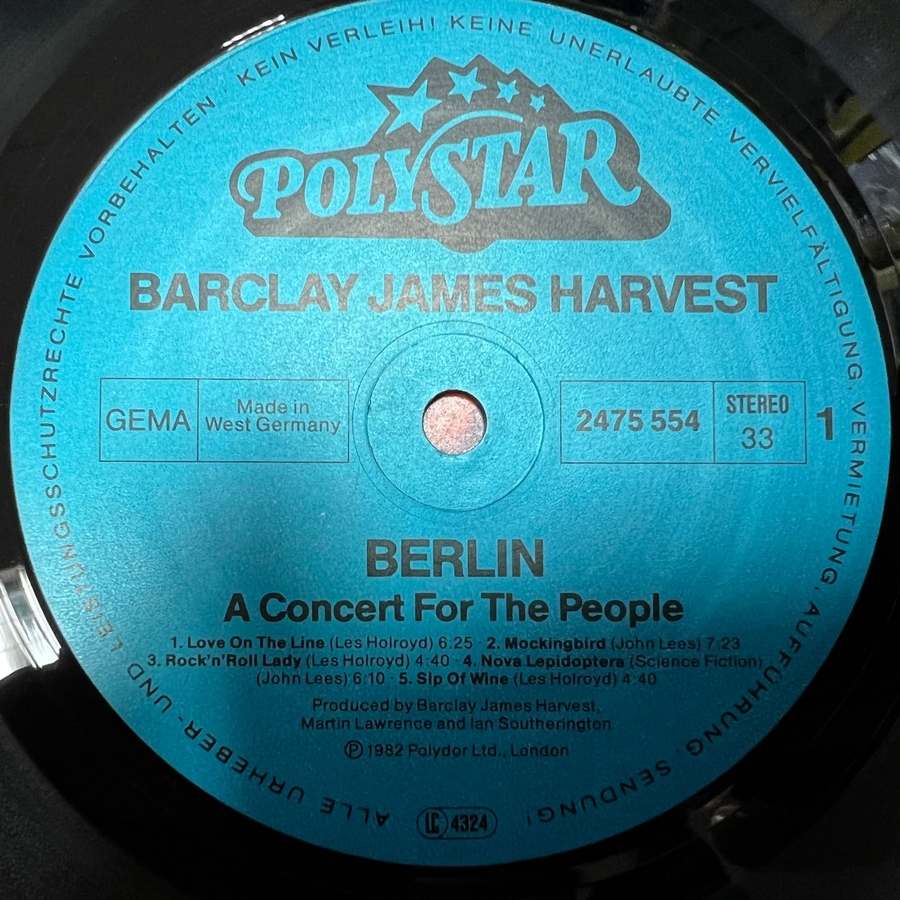 ALLE URHEBER- UND LEISTUNGSSCHUTZRECHTE VORBEHALTEN · KEIN VERLEIH! KEINE UNERLAUBTE VERVIELFÄLTIGUNG, VERMIETUNG, AUFFÜHRUNG, SENDUNG!
POLYSTAR
BARCLAY JAMES HARVEST
GEMA
Made in
West Germany
2475 554
STEREO
33
1
BERLIN
A Concert For The People
1. Love On The Line (Les Holroyd) 6:25 · 2. Mockingbird (John Lees) 7:23
3. Rock'n'Roll Lady (Les Holroyd) 4:40 · 4. Nova Lepidoptera (Science Fiction)
(John Lees) 6:10 · 5. Sip Of Wine (Les Holroyd) 4:40
Produced by Barclay James Harvest,
Martin Lawrence and Ian Southerington
Ⓟ 1982 Polydor Ltd., London
LC 4324